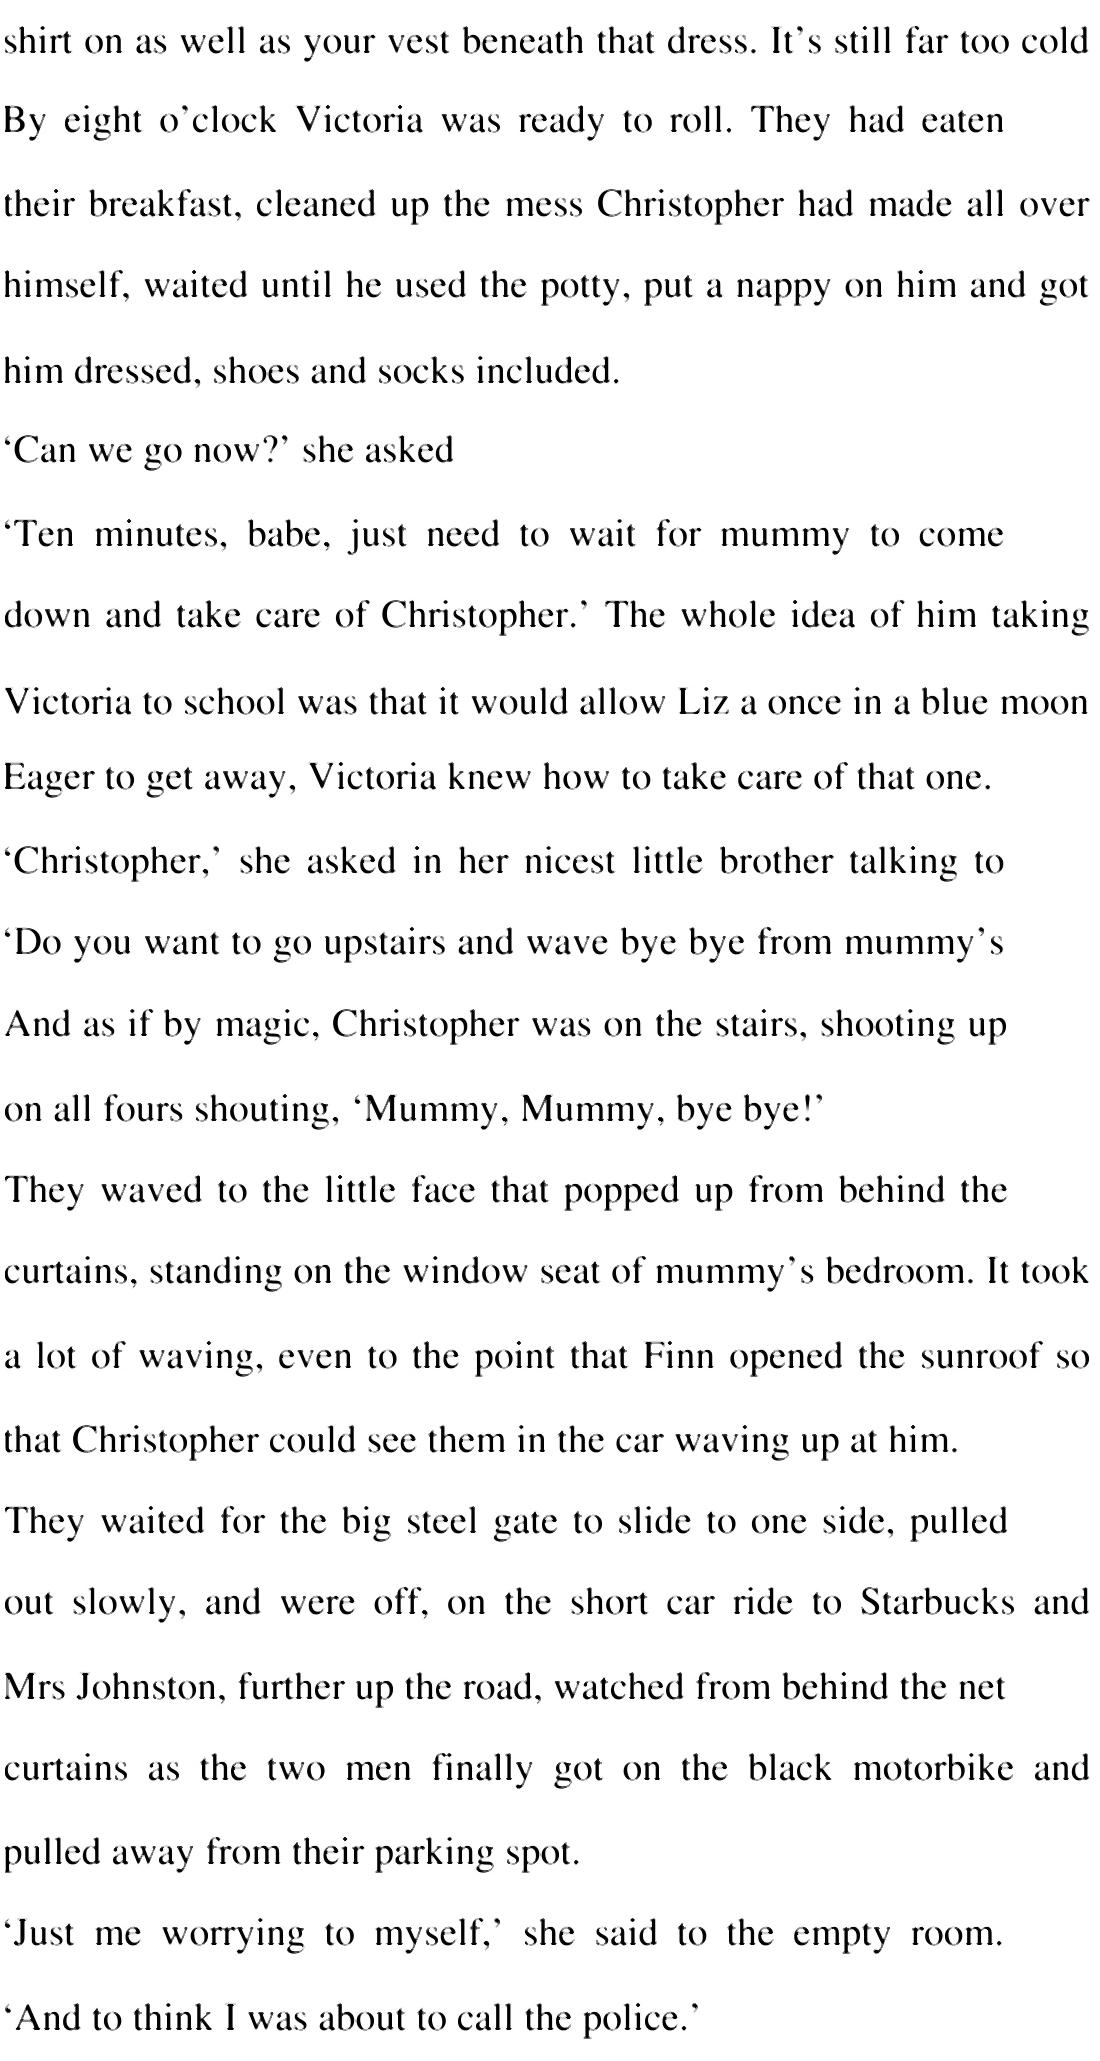 shirt on as well as your vest beneath that dress. It’s still far too cold
By eight o’clock Victoria was ready to roll. They had eaten
their breakfast, cleaned up the mess Christopher had made all over
himself, waited until he used the potty, put a nappy on him and got
him dressed, shoes and socks included.
‘Can we go now?’ she asked
‘Ten minutes, babe, just need to wait for mummy to come
down and take care of Christopher.’ The whole idea of him taking
Victoria to school was that it would allow Liz a once in a blue moon
Eager to get away, Victoria knew how to take care of that one.
‘Christopher,’ she asked in her nicest little brother talking to
‘Do you want to go upstairs and wave bye bye from mummy’s
And as if by magic, Christopher was on the stairs, shooting up
on all fours shouting, ‘Mummy, Mummy, bye bye!’
They waved to the little face that popped up from behind the
curtains, standing on the window seat of mummy’s bedroom. It took
a lot of waving, even to the point that Finn opened the sunroof so
that Christopher could see them in the car waving up at him.
They waited for the big steel gate to slide to one side, pulled
out slowly, and were off, on the short car ride to Starbucks and
Mrs Johnston, further up the road, watched from behind the net
curtains as the two men finally got on the black motorbike and
pulled away from their parking spot.
‘Just me worrying to myself,’ she said to the empty room.
‘And to think I was about to call the police.’